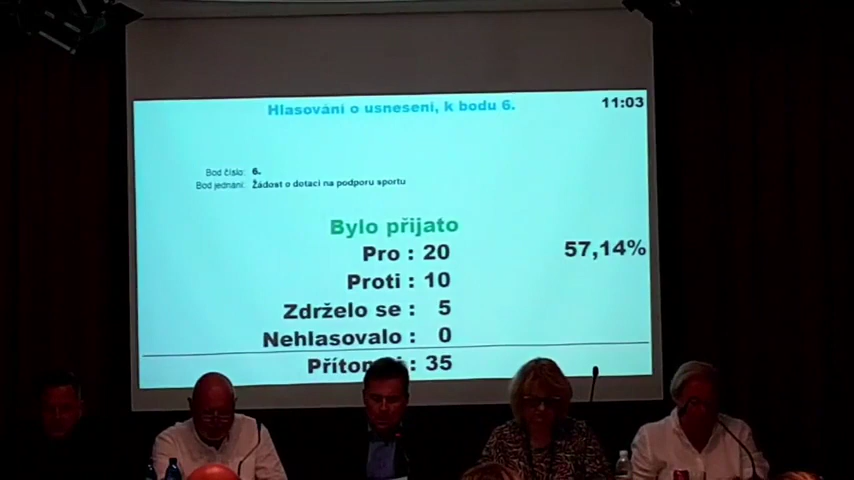 Hlasování o usnesení, k bodu 6.
11:03
Bod číslo: 6.
Bod jednání: Žádost o dotaci na podporu sportu
Bylo přijato
Pro : 20
57,14%
Proti : 10
Zdrželo se : 5
Nehlasovalo : 0
: 35